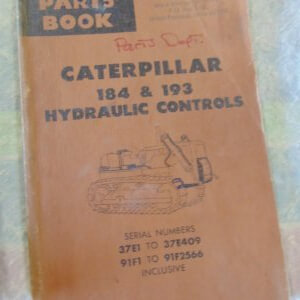 PARTS
BOOK
Parts Dept.
CATERPILLAR
184 & 193
HYDRAULIC CONTROLS
SERIAL NUMBERS
37E1 TO 37E409
91F1 TO 91F2566
INCLUSIVE